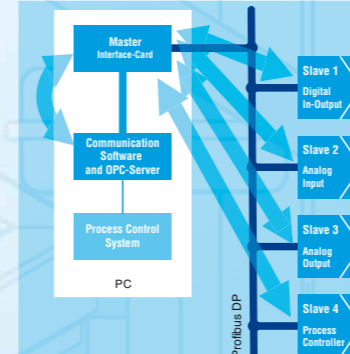 Master
Interface-Card
Communication
Software
and OPC-Server
Process Control
System
PC
Profibus DP
Slave 1
Digital
In-Output
Slave 2
Analog
Input
Slave 3
Analog
Output
Slave 4
Process
Controller